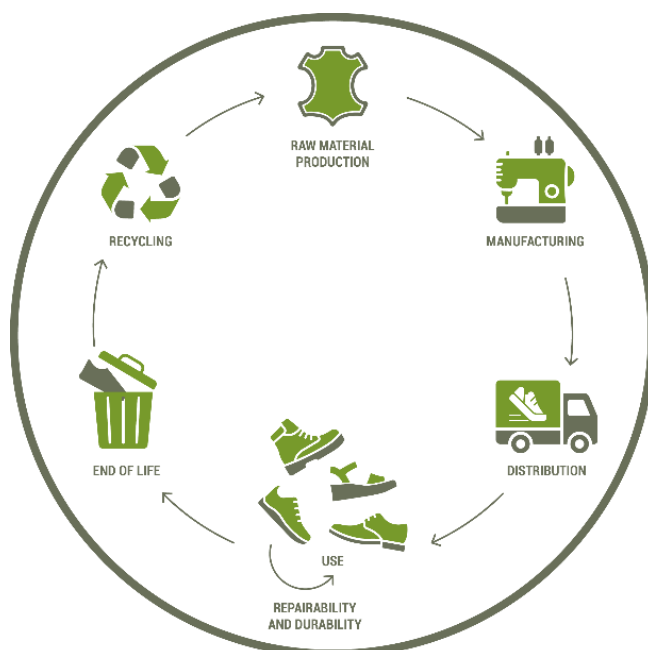 RAW MATERIAL
PRODUCTION
MANUFACTURING
DISTRIBUTION
USE
REPAIRABILITY
AND DURABILITY
END OF LIFE
RECYCLING